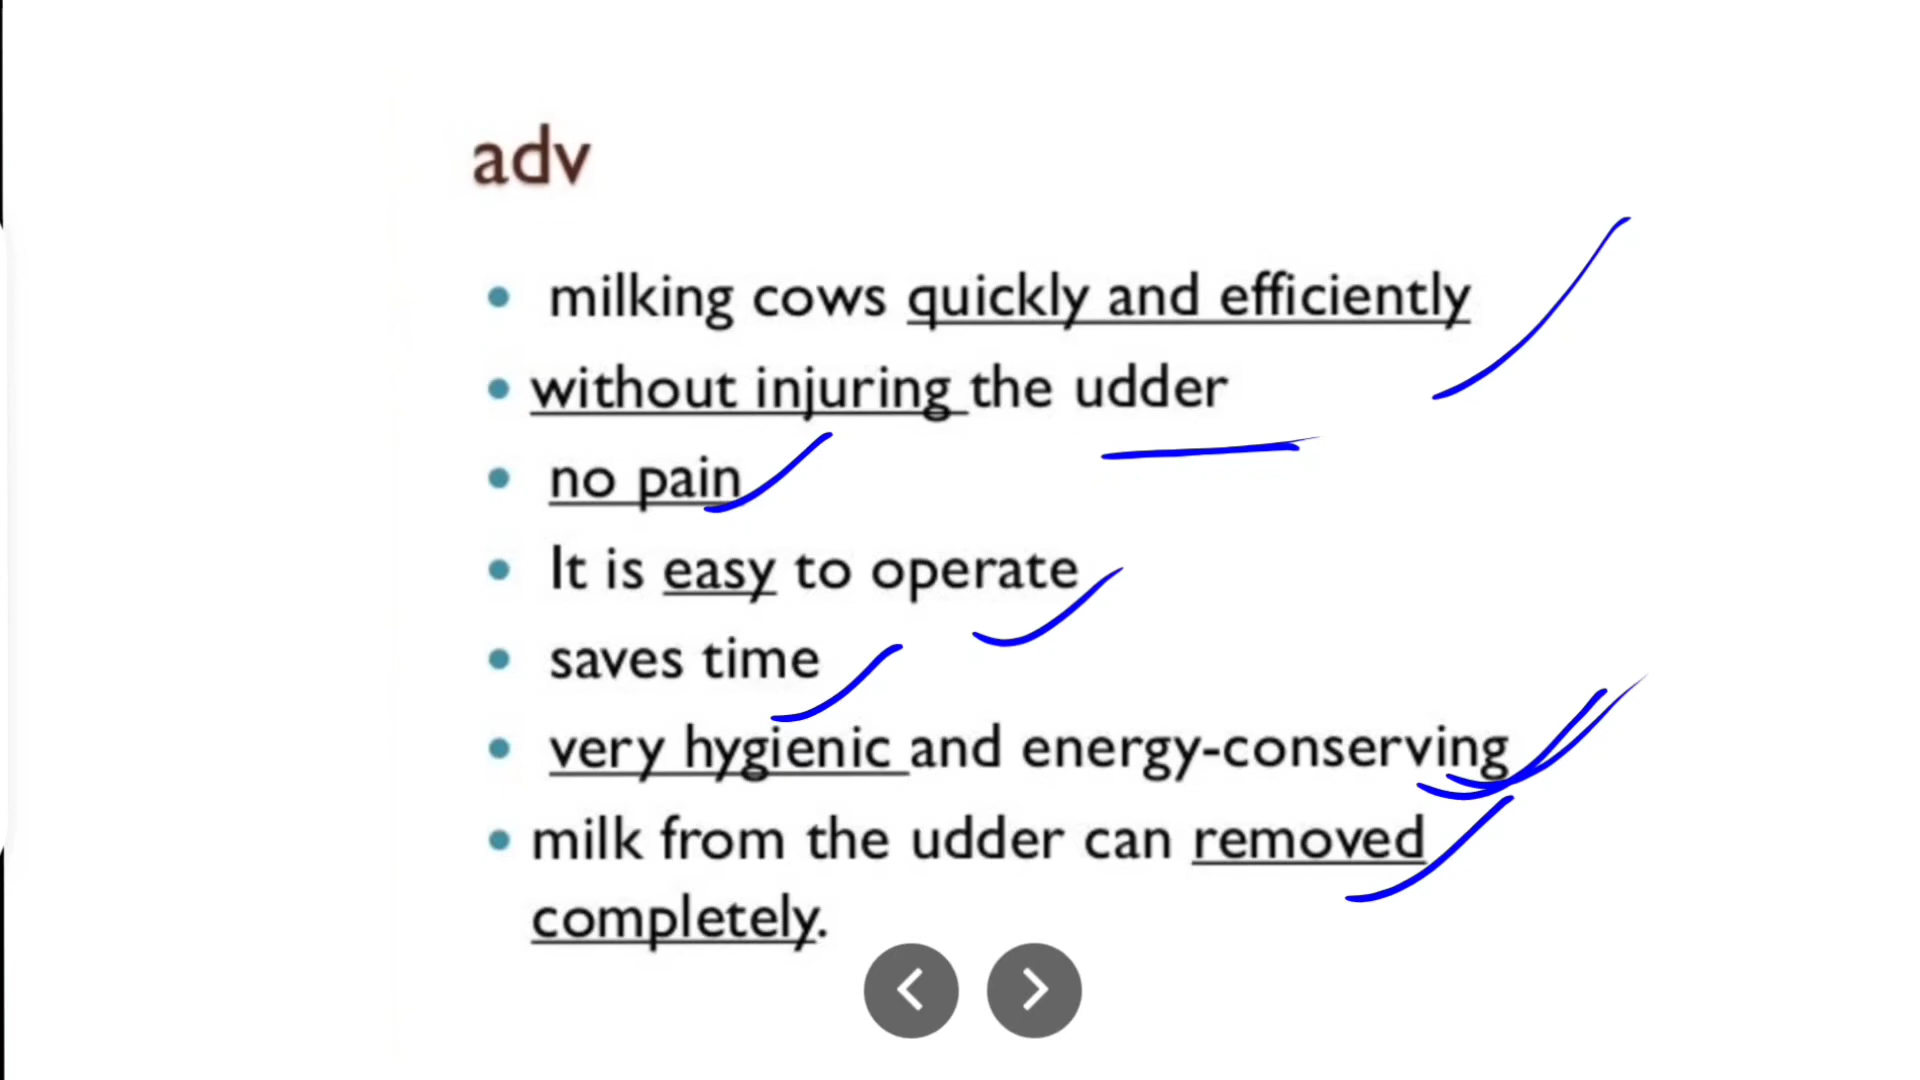 adv
• milking cows quickly and efficiently
• without injuring the udder
• no pain
• It is easy to operate
• saves time
• very hygienic and energy-conserving
• milk from the udder can removed
completely.